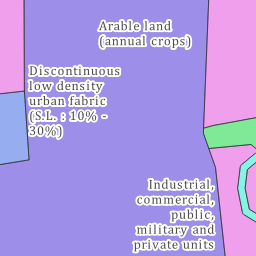 Arable land
(annual crops)
Discontinuous
low density
urban fabric
(S.L. : 10% -
30%)
Industrial,
commercial,
public,
military and
private units